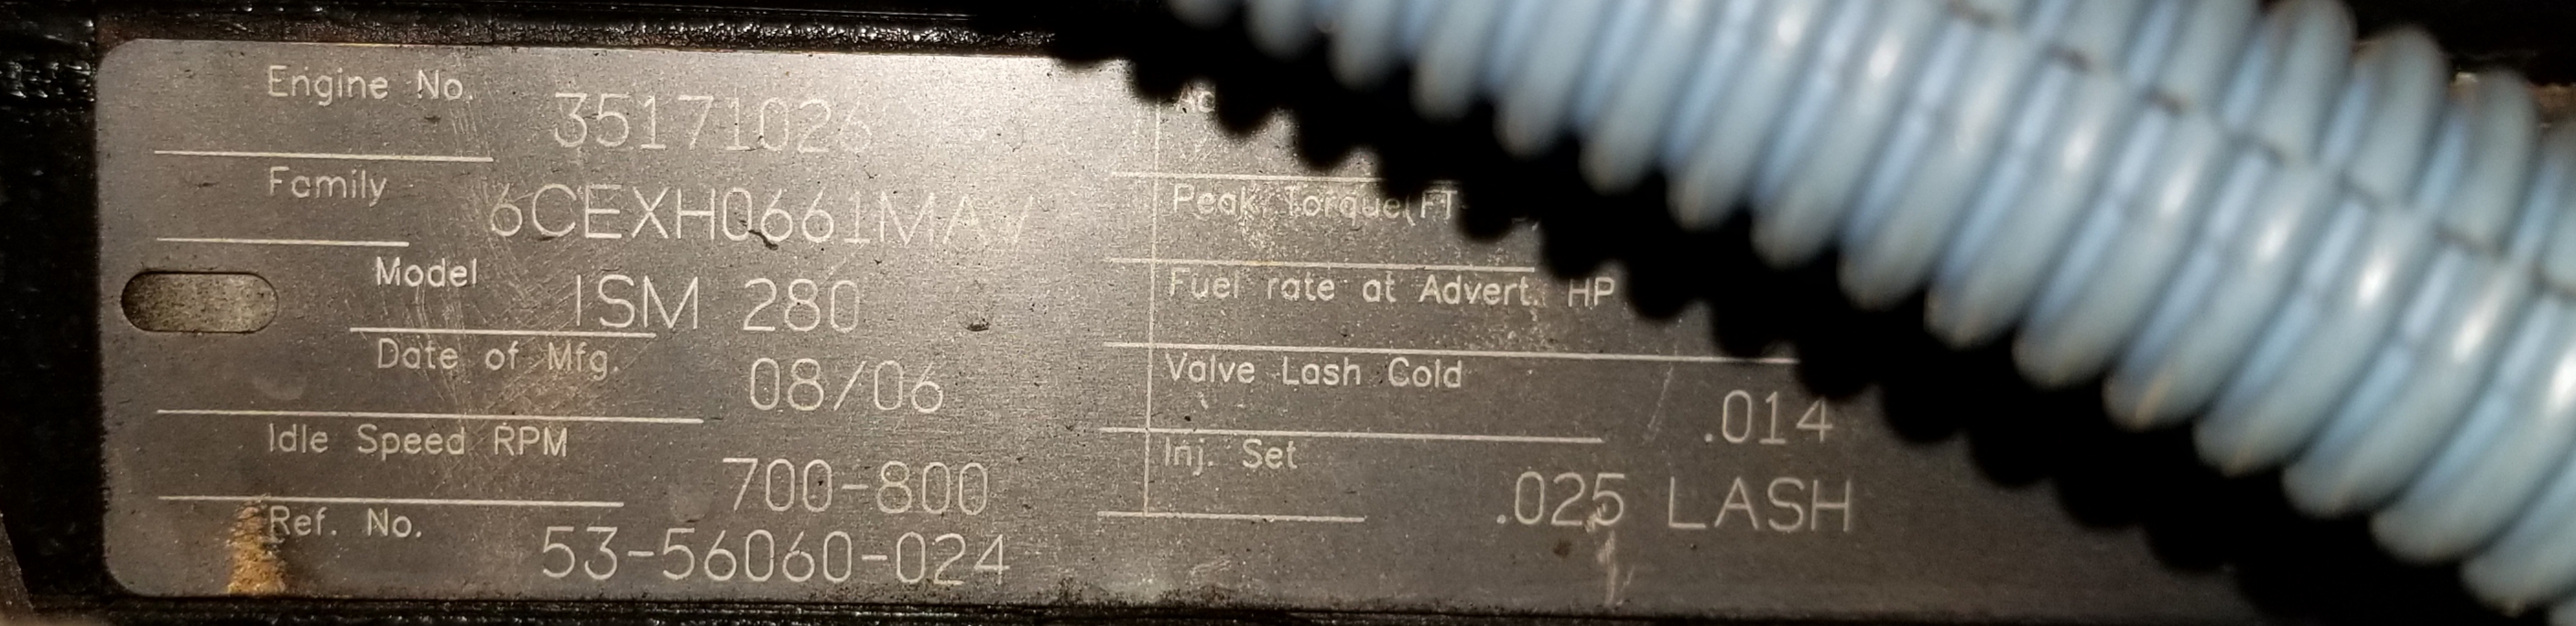 Engine No. 35171026
Family 6CEXH0661MAV
Model ISM 280
Date of Mfg. 08/06
Idle Speed RPM 700-800
Ref. No. 53-56060-024
Peak Torque(FT
Fuel rate at Advert. HP
Valve Lash Cold .014
Inj. Set .025 LASH